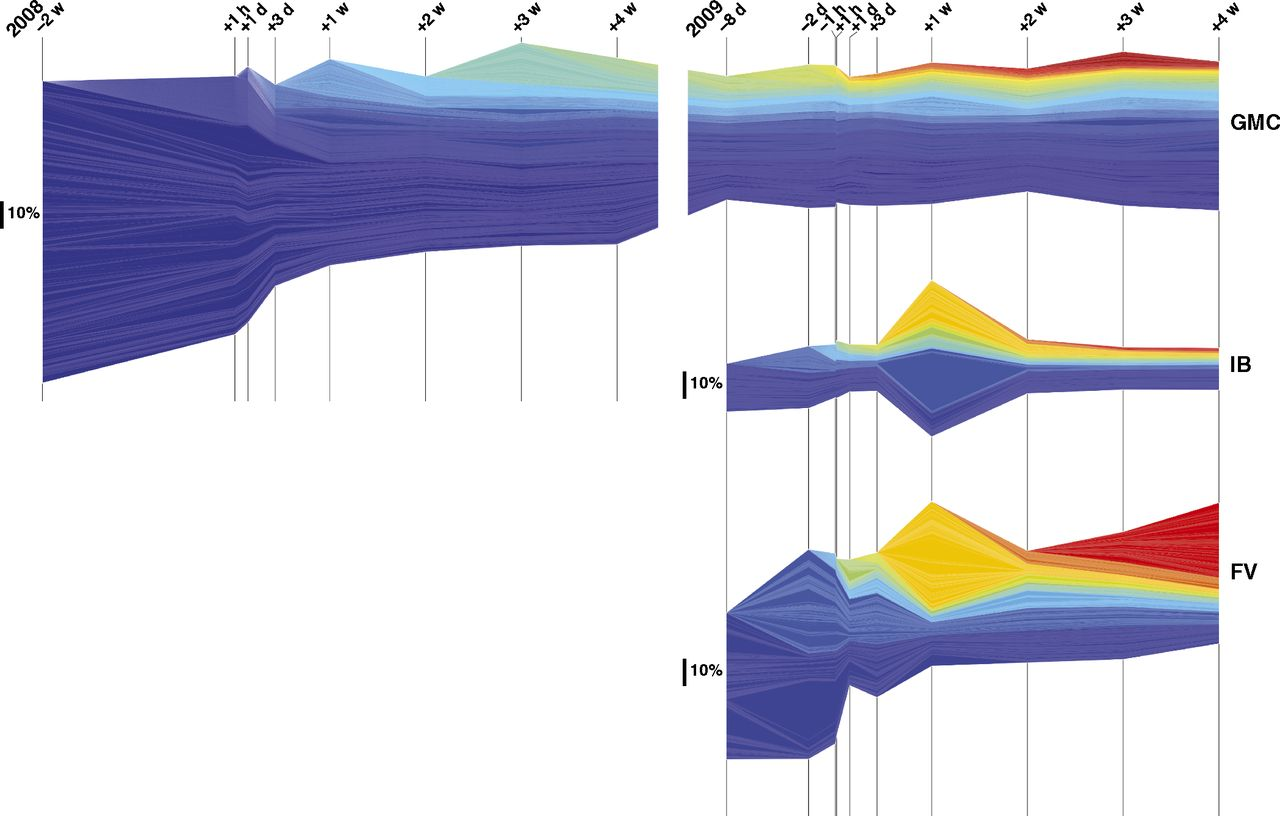 2008 –2 w +1 h +1 d +3 d +1 w +2 w +3 w +4 w
2009 –8 d –2 d –1 h +1 h +1 d +3 d +1 w +2 w +3 w +4 w
GMC
10%
IB
10%
FV
10%